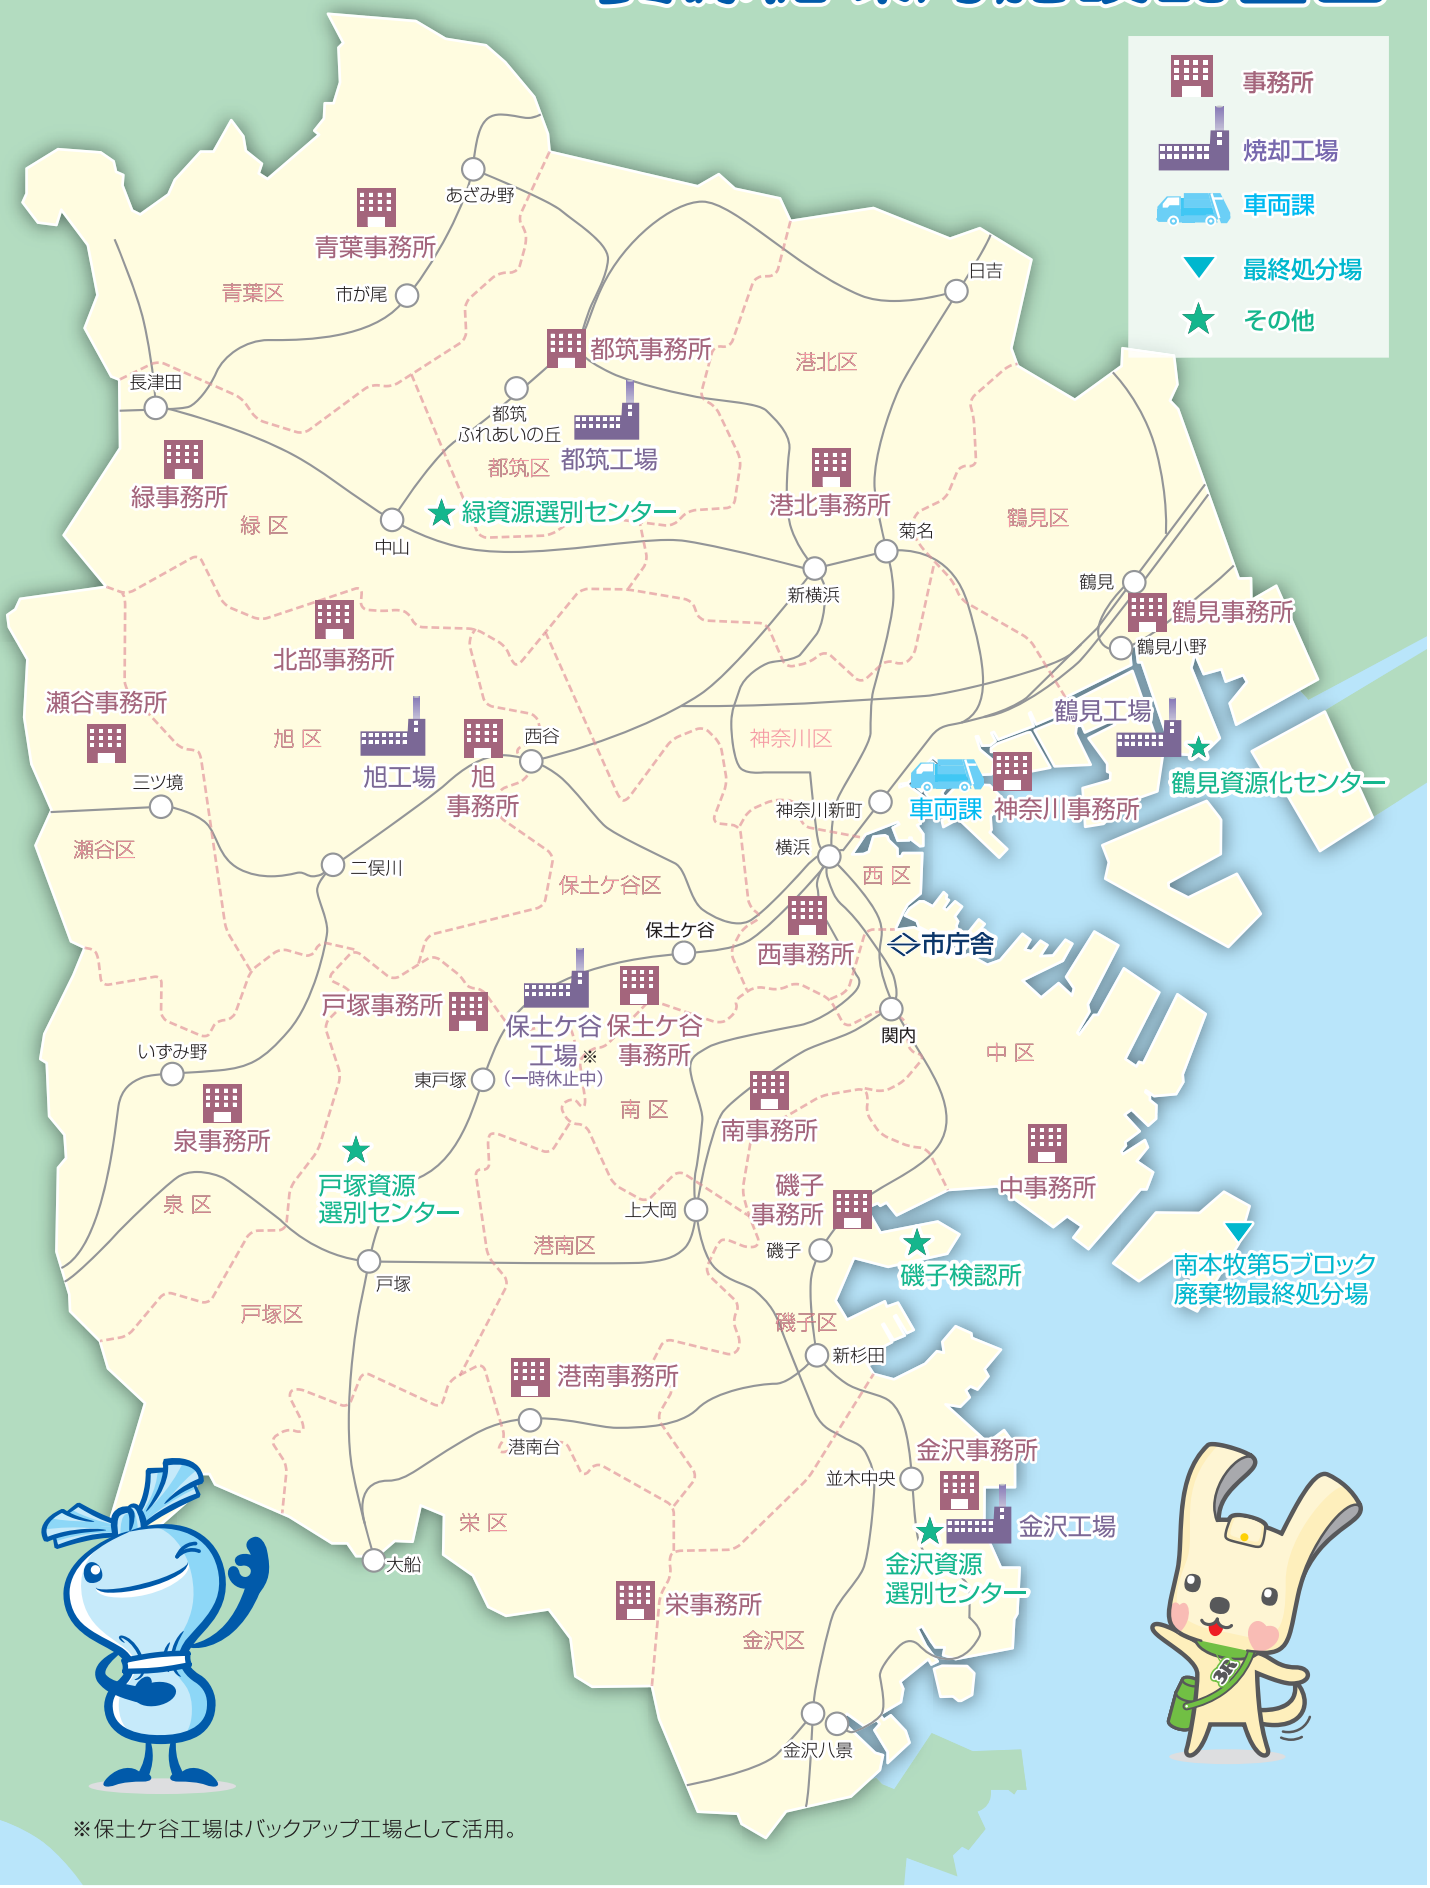 事務所
焼却工場
車両課
最終処分場
その他
あざみ野
青葉事務所
青葉区
市が尾
日吉
都筑事務所
港北区
長津田
都筑
ふれあいの丘
都筑区
都筑工場
緑事務所
緑区
緑資源選別センター
港北事務所
鶴見区
中山
菊名
新横浜
鶴見
鶴見事務所
鶴見小野
北部事務所
瀬谷事務所
鶴見工場
旭区
西谷
神奈川区
旭工場
旭
事務所
三ツ境
鶴見資源化センター
神奈川新町
車両課
神奈川事務所
瀬谷区
横浜
二俣川
保土ケ谷区
西区
保土ケ谷
西事務所
市庁舎
戸塚事務所
保土ケ谷
工場※
(一時休止中)
保土ケ谷
事務所
関内
中区
いずみ野
東戸塚
南区
泉事務所
南事務所
戸塚資源
選別センター
中事務所
泉区
磯子
事務所
上大岡
港南区
磯子
磯子検認所
南本牧第5ブロック
廃棄物最終処分場
戸塚
戸塚区
磯子区
新杉田
港南事務所
港南台
金沢事務所
並木中央
栄区
金沢工場
大船
金沢資源
選別センター
栄事務所
金沢区
3R
金沢八景
※保土ケ谷工場はバックアップ工場として活用。